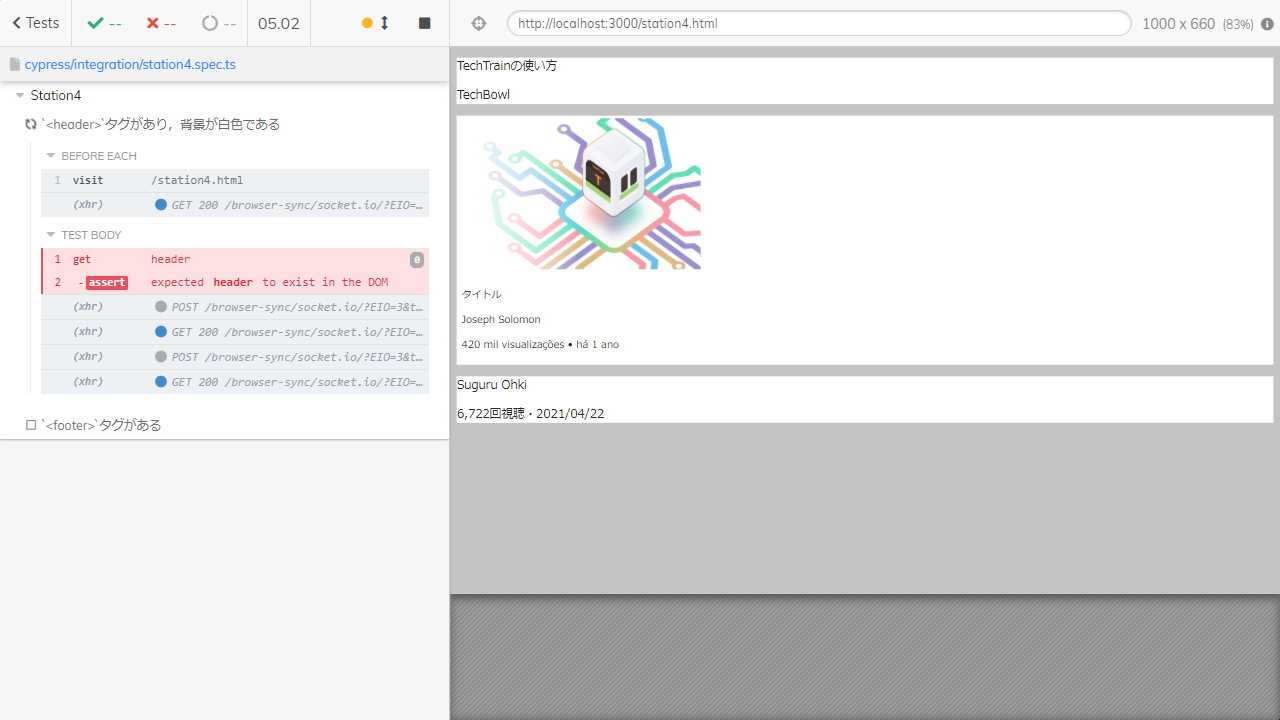 Tests
--
--
--
05.02
http://localhost:3000/station4.html
1000 x 660 (83%)
cypress/integration/station4.spec.ts
Station4
`<header>`タグがあり，背景が白色である
BEFORE EACH
1 visit /station4.html
(xhr) GET 200 /browser-sync/socket.io/?EIO=…
TEST BODY
1 get header 0
2 -assert expected header to exist in the DOM
(xhr) POST /browser-sync/socket.io/?EIO=3&t…
(xhr) GET 200 /browser-sync/socket.io/?EIO=…
(xhr) POST /browser-sync/socket.io/?EIO=3&t…
(xhr) GET 200 /browser-sync/socket.io/?EIO=…
`<footer>`タグがある
TechTrainの使い方
TechBowl
T
タイトル
Joseph Solomon
420 mil visualizações • há 1 ano
Suguru Ohki
6,722回視聴・2021/04/22